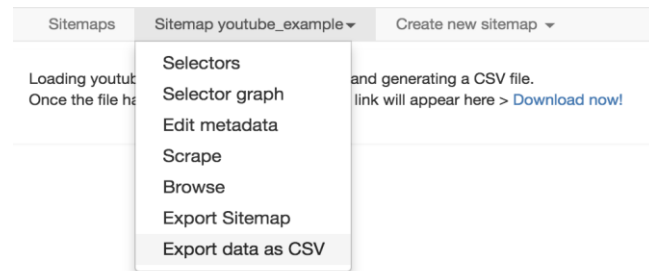 Sitemaps Sitemap youtube_example Create new sitemap
Selectors
Loading youtub and generating a CSV file.
Selector graph
Once the file ha link will appear here > Download now!
Edit metadata
Scrape
Browse
Export Sitemap
Export data as CSV